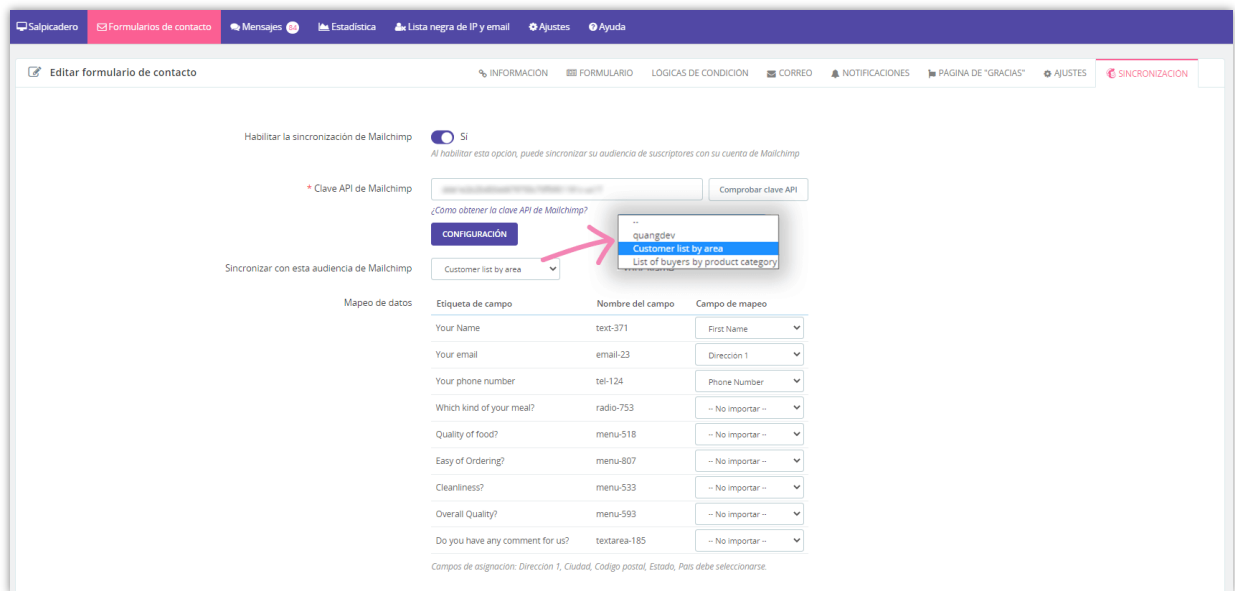 Salpicadero Formularios de contacto Mensajes 84 Estadística Lista negra de IP y email Ajustes Ayuda
Editar formulario de contacto INFORMACIÓN FORMULARIO LÓGICAS DE CONDICIÓN CORREO NOTIFICACIONES PÁGINA DE "GRACIAS" AJUSTES SINCRONIZACIÓN
Habilitar la sincronización de Mailchimp Sí
Al habilitar esta opción, puede sincronizar su audiencia de suscriptores con su cuenta de Mailchimp
* Clave API de Mailchimp Comprobar clave API
¿Cómo obtener la clave API de Mailchimp?
--
CONFIGURACIÓN quangdev
Customer list by area
List of buyers by product category
Sincronizar con esta audiencia de Mailchimp Customer list by area
Mapeo de datos Etiqueta de campo Nombre del campo Campo de mapeo
Your Name text-371 First Name
Your email email-23 Dirección 1
Your phone number tel-124 Phone Number
Which kind of your meal? radio-753 -- No importar --
Quality of food? menu-518 -- No importar --
Easy of Ordering? menu-807 -- No importar --
Cleanliness? menu-533 -- No importar --
Overall Quality? menu-593 -- No importar --
Do you have any comment for us? textarea-185 -- No importar --
Campos de asignación: Dirección 1, Ciudad, Código postal, Estado, País debe seleccionarse.